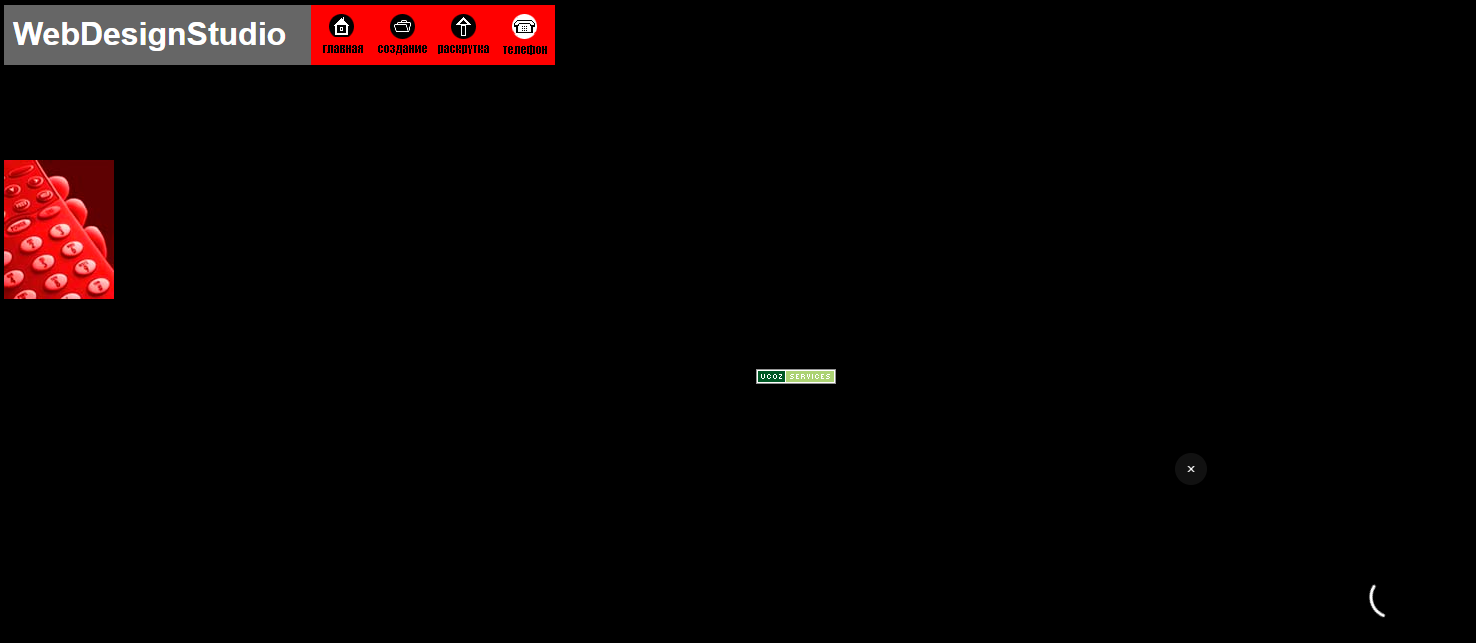 WebDesignStudio
главная создание раскрутка телефон
UCOZ SERVICES
×